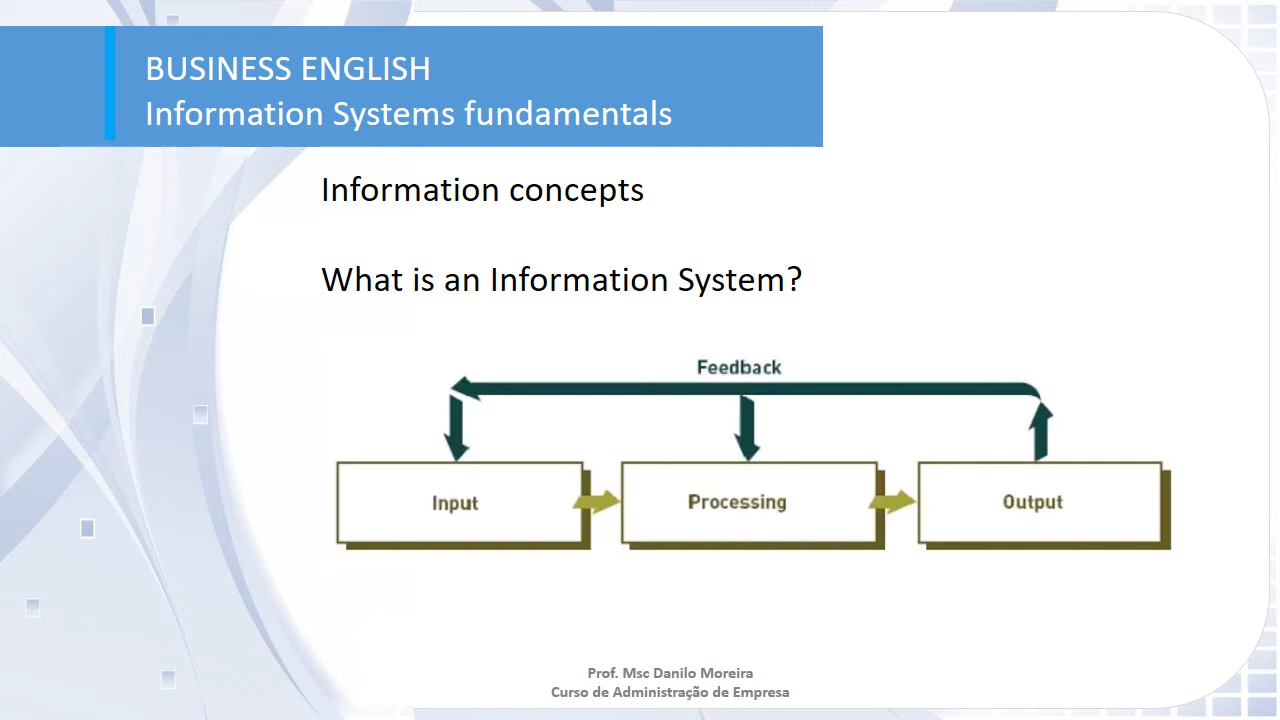 BUSINESS ENGLISH
Information Systems fundamentals
Information concepts
What is an Information System?
Feedback
Input
Processing
Output
Prof. Msc Danilo Moreira
Curso de Administração de Empresa